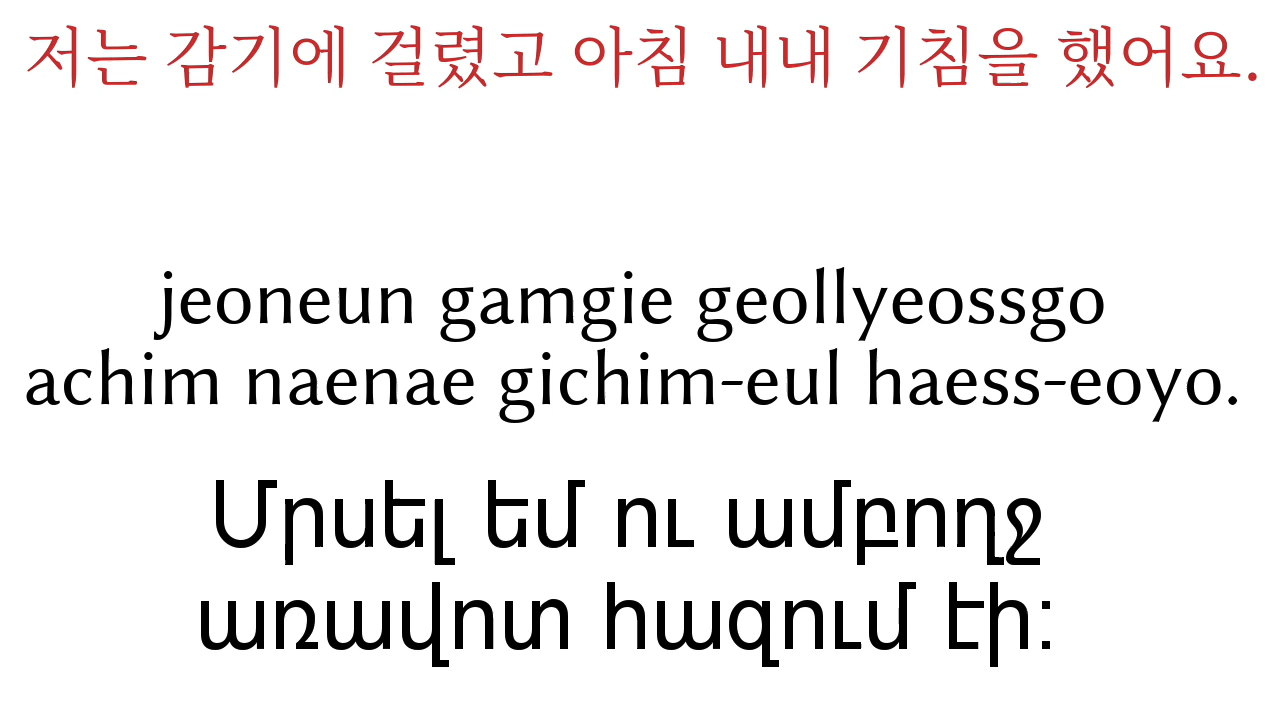 저는 감기에 걸렸고 아침 내내 기침을 했어요.
jeoneun gamgie geollyeossgo
achim naenae gichim-eul haess-eoyo.
Մրսել եմ ու ամբողջ
առավոտ հազում էի: